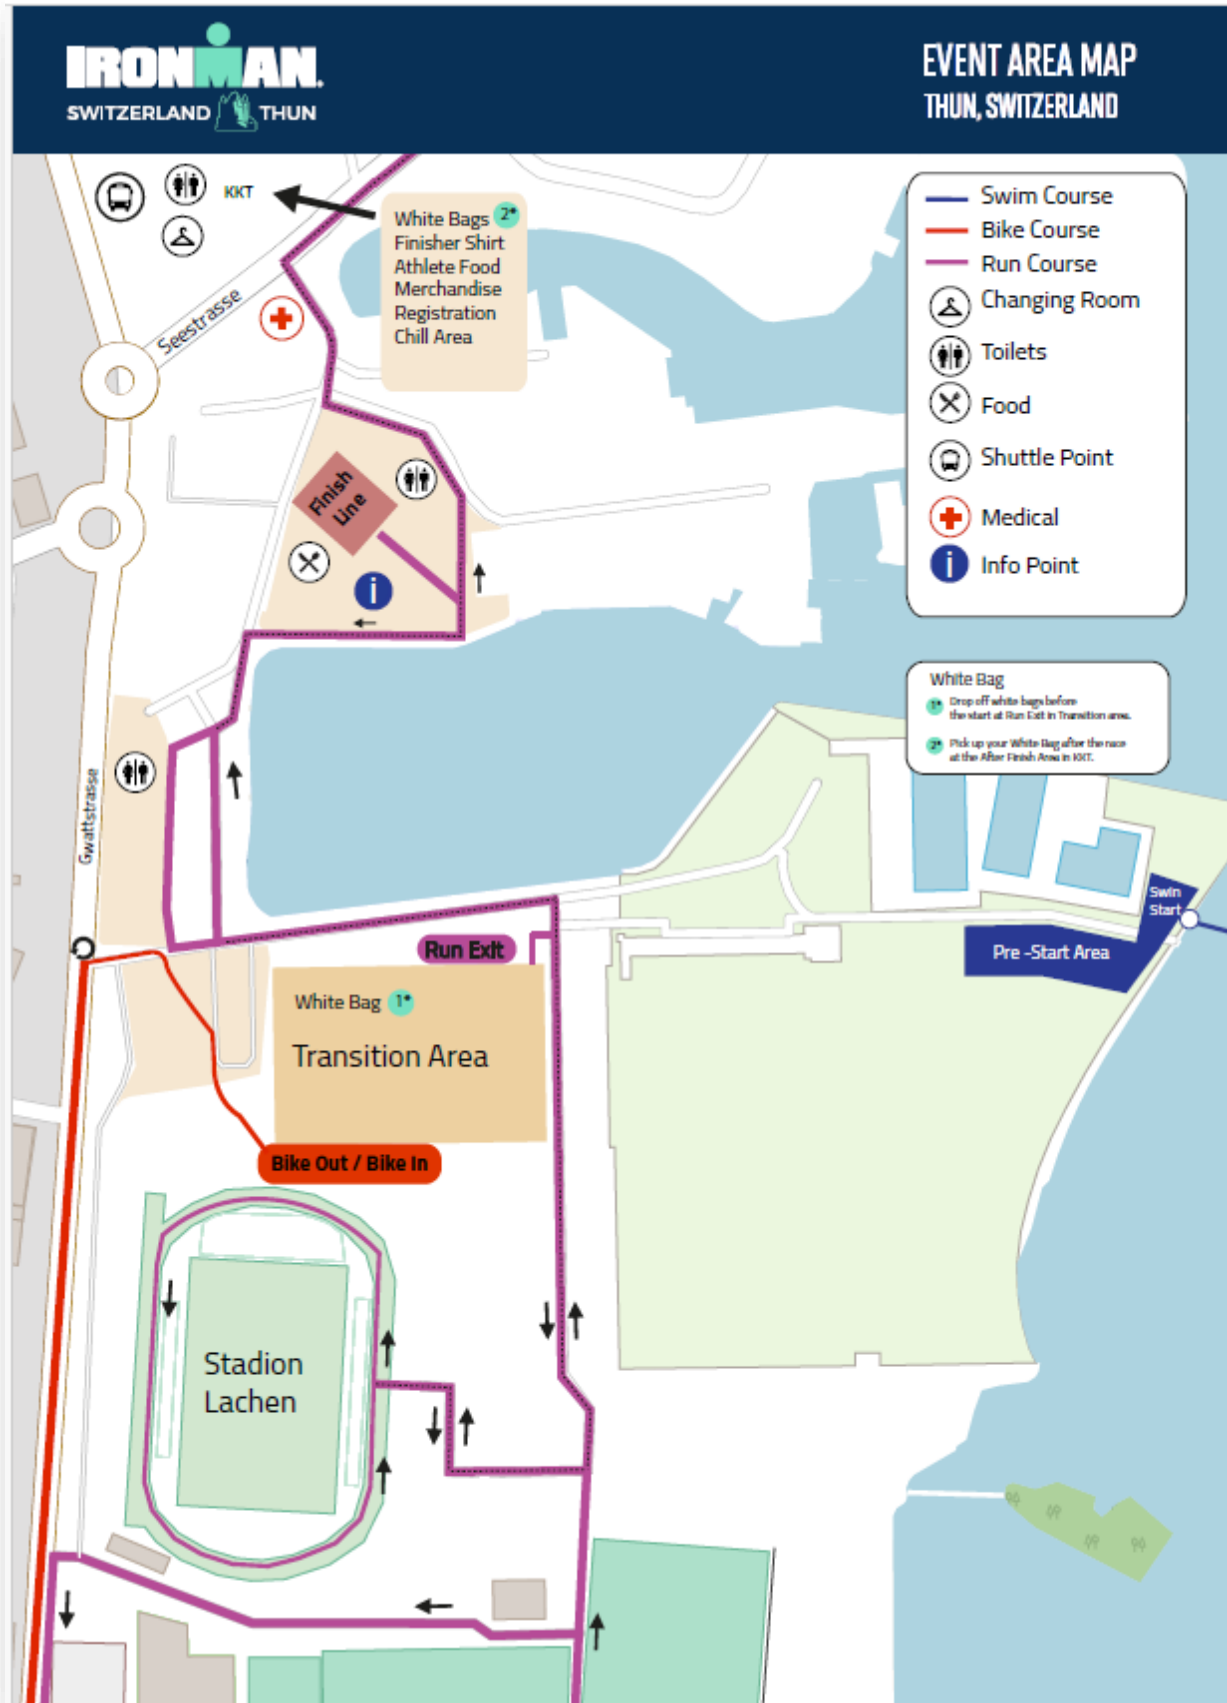 IRONMAN
SWITZERLAND THUN
EVENT AREA MAP
THUN, SWITZERLAND
KKT
White Bags 2*
Finisher Shirt
Athlete Food
Merchandise
Registration
Chill Area
Swim Course
Bike Course
Run Course
Changing Room
Toilets
Food
Shuttle Point
Medical
i Info Point
Seestrasse
Finish
Line
i
White Bag
1* Drop off white bags before
the start at Run Exit in Transition area.
2* Pick up your White Bag after the race
at the After Finish Area in KKT.
Gwattstrasse
Swin
Start
Pre -Start Area
Run Exit
White Bag 1*
Transition Area
Bike Out / Bike In
Stadion
Lachen